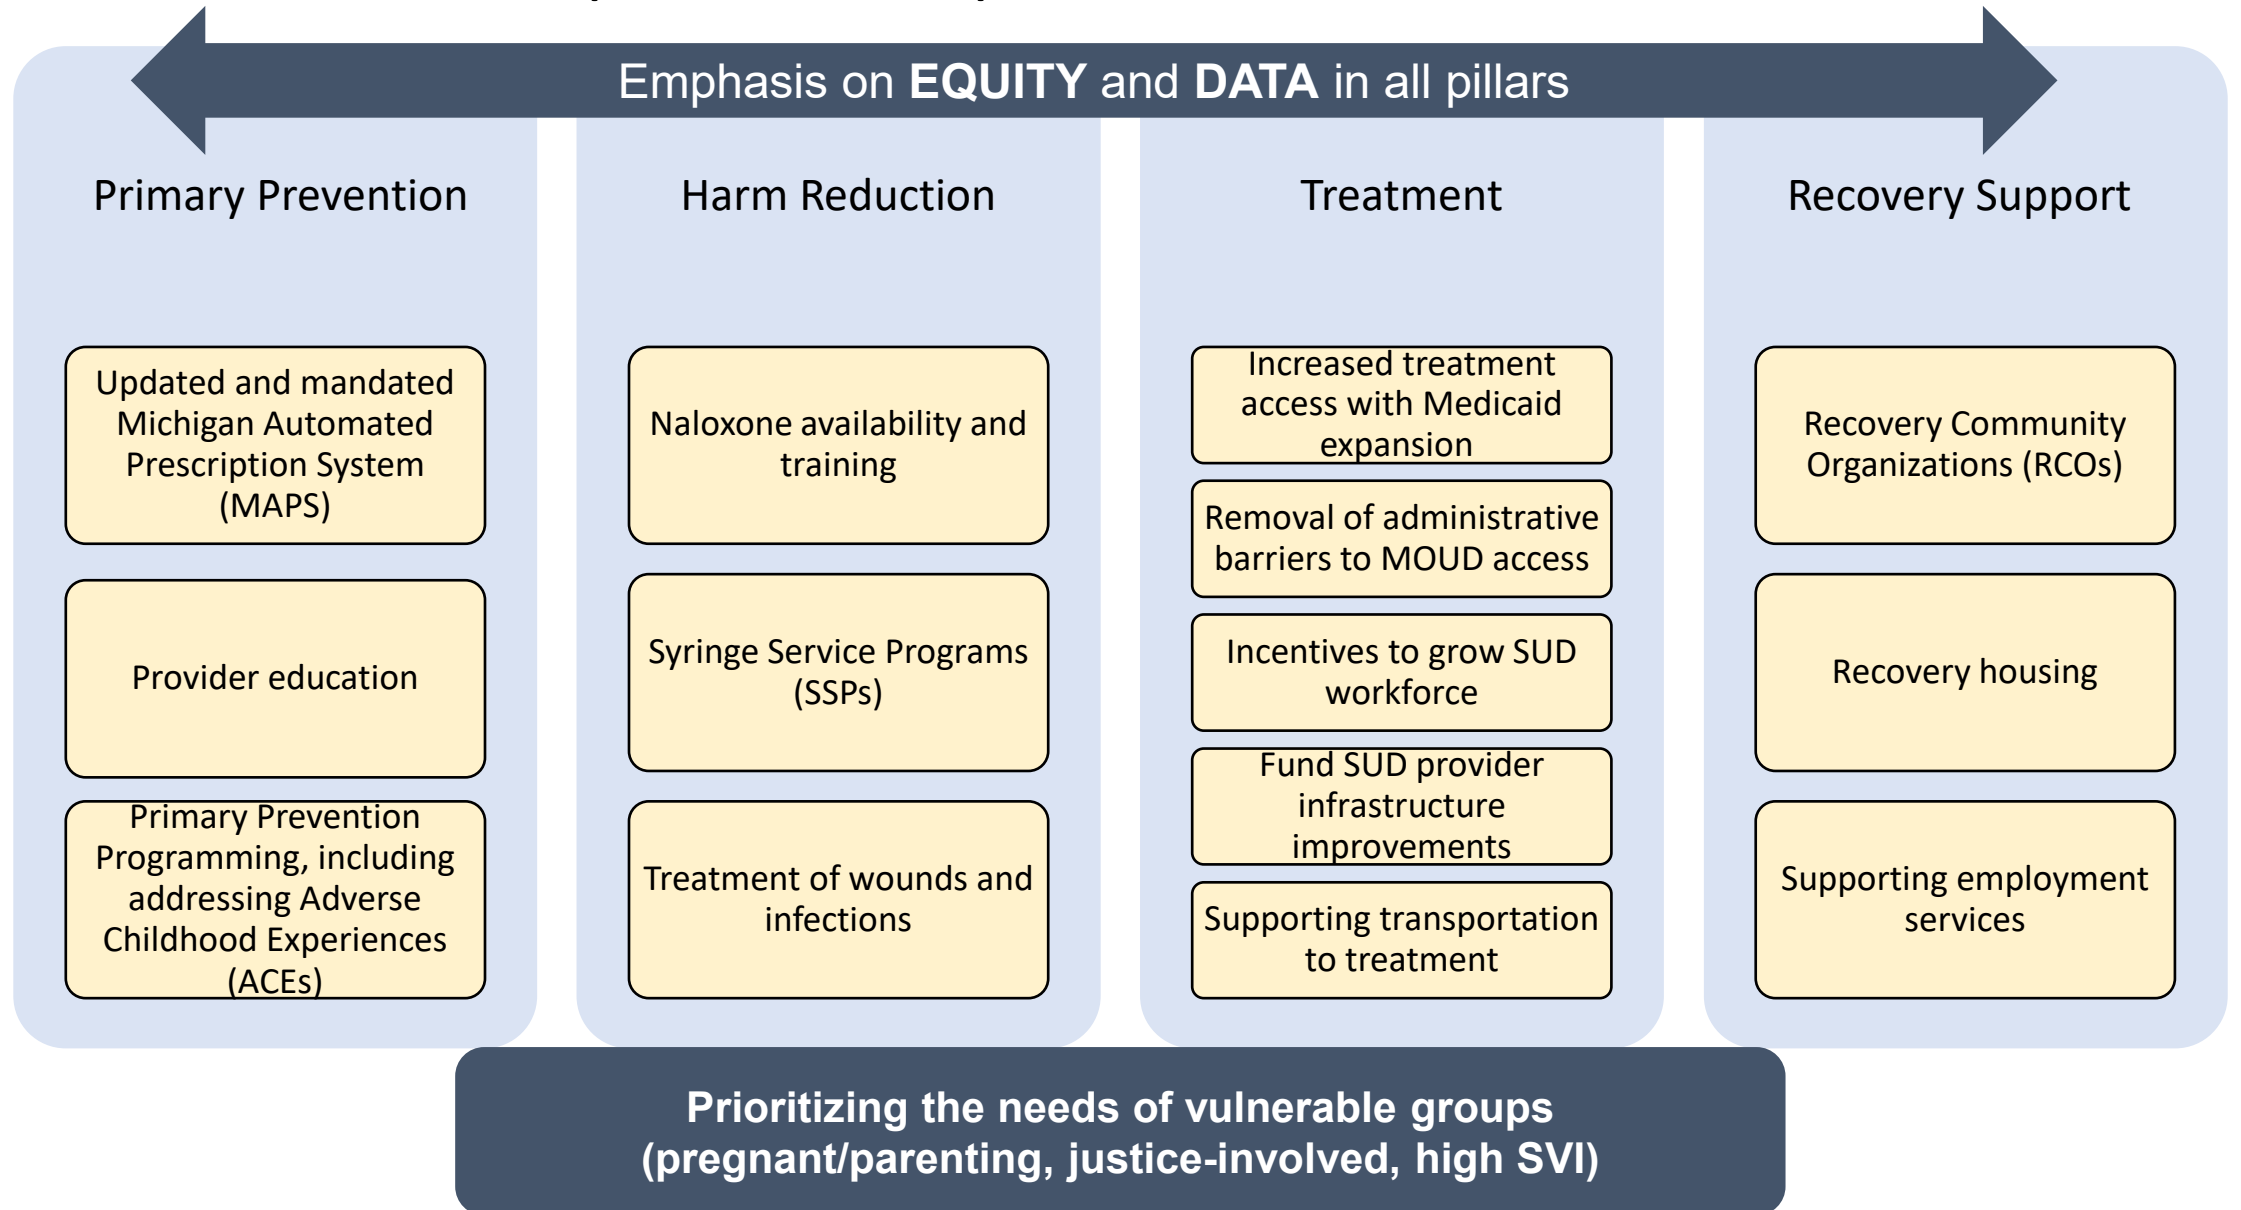 Emphasis on EQUITY and DATA in all pillars
Primary Prevention
Updated and mandated
Michigan Automated
Prescription System
(MAPS)
Provider education
Primary Prevention
Programming, including
addressing Adverse
Childhood Experiences
(ACEs)
Harm Reduction
Naloxone availability and
training
Syringe Service Programs
(SSPs)
Treatment of wounds and
infections
Treatment
Increased treatment
access with Medicaid
expansion
Removal of administrative
barriers to MOUD access
Incentives to grow SUD
workforce
Fund SUD provider
infrastructure
improvements
Supporting transportation
to treatment
Recovery Support
Recovery Community
Organizations (RCOs)
Recovery housing
Supporting employment
services
Prioritizing the needs of vulnerable groups
(pregnant/parenting, justice-involved, high SVI)